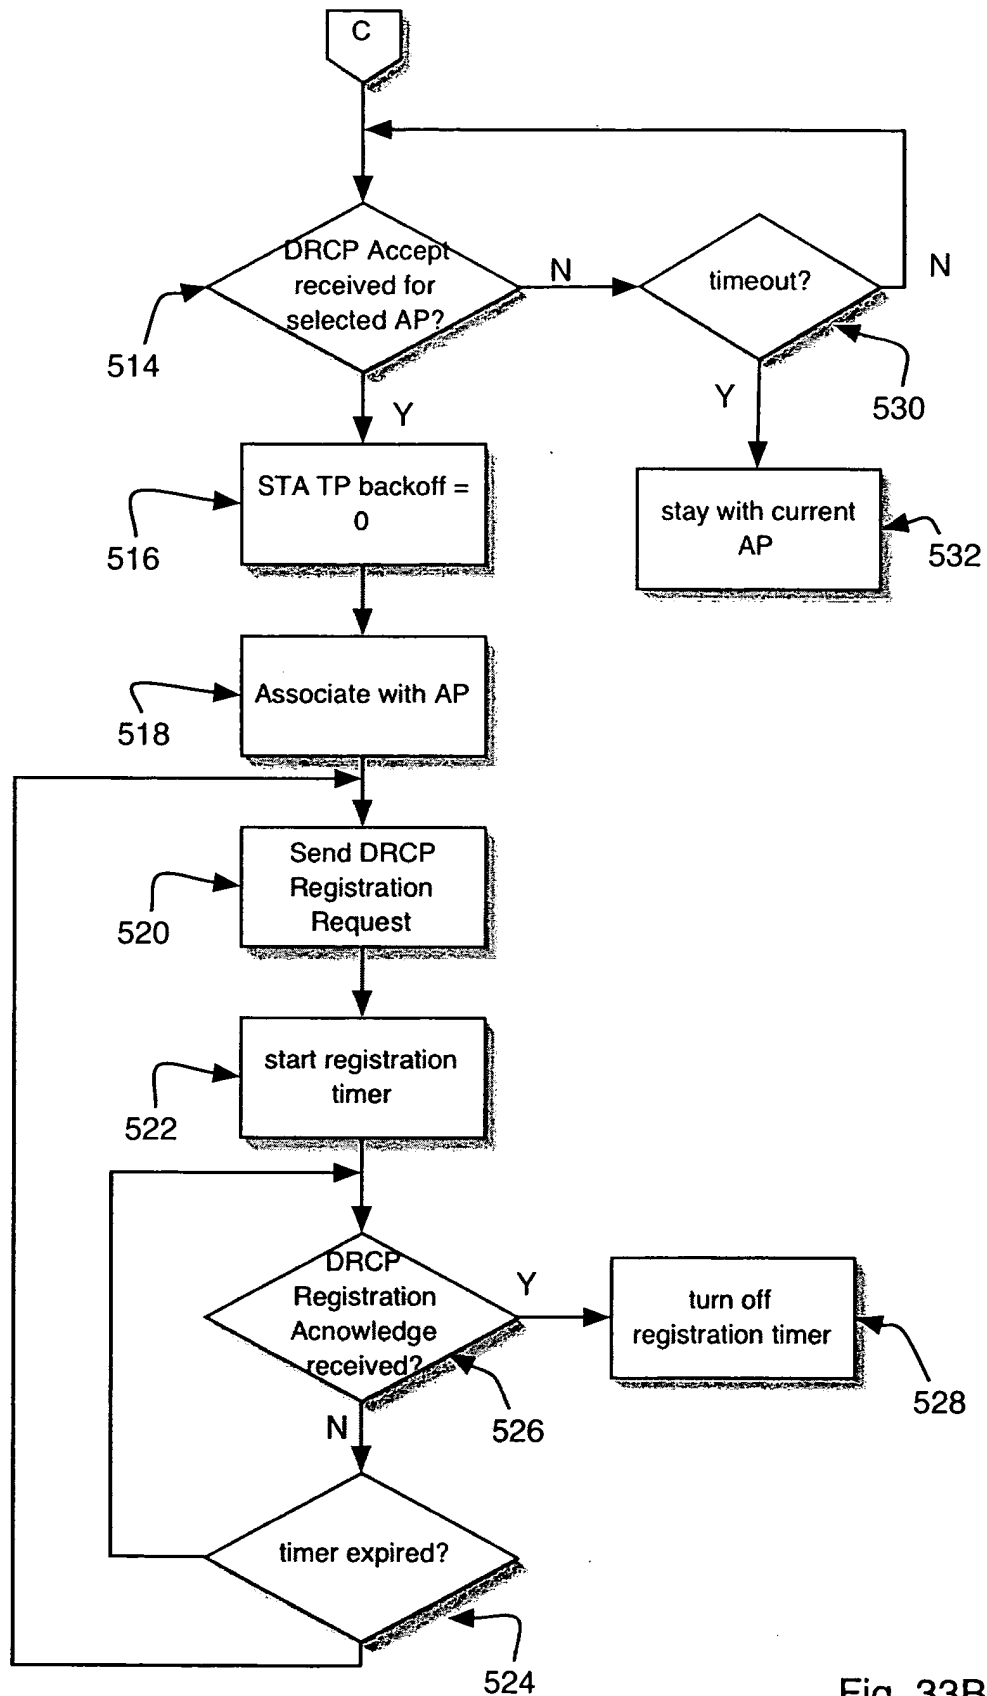 C
DRCP Accept
received for
selected AP?
N
timeout?
N
514
530
Y
Y
STA TP backoff =
0
516
stay with current
AP
532
Associate with AP
518
Send DRCP
Registration
Request
520
start registration
timer
522
DRCP
Registration
Acnowledge
received?
Y
turn off
registration timer
528
526
N
timer expired?
524
Fig. 33B